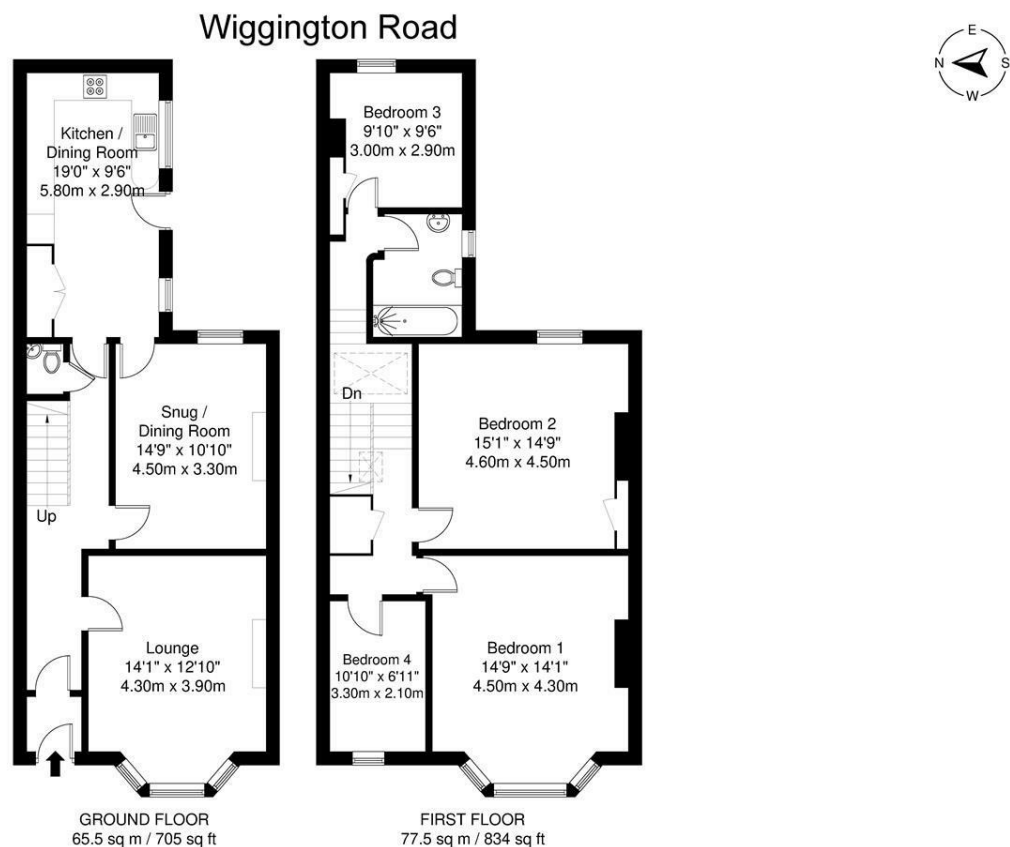 Wiggington Road
E
N
S
W
Kitchen /
Dining Room
19'0" x 9'6"
5.80m x 2.90m
Snug /
Dining Room
14'9" x 10'10"
4.50m x 3.30m
Up
Lounge
14'1" x 12'10"
4.30m x 3.90m
GROUND FLOOR
65.5 sq m / 705 sq ft
Bedroom 3
9'10" x 9'6"
3.00m x 2.90m
Dn
Bedroom 2
15'1" x 14'9"
4.60m x 4.50m
Bedroom 4
10'10" x 6'11"
3.30m x 2.10m
Bedroom 1
14'9" x 14'1"
4.50m x 4.30m
FIRST FLOOR
77.5 sq m / 834 sq ft